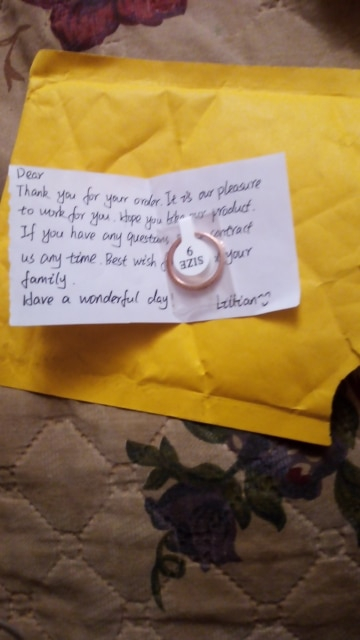 Dear
Thank you for your order. It is our pleasure
to work for you. Hope you like our product.
If you have any questions contract
us any time. Best wish your
family.
Have a wonderful day Lilian
SIZE